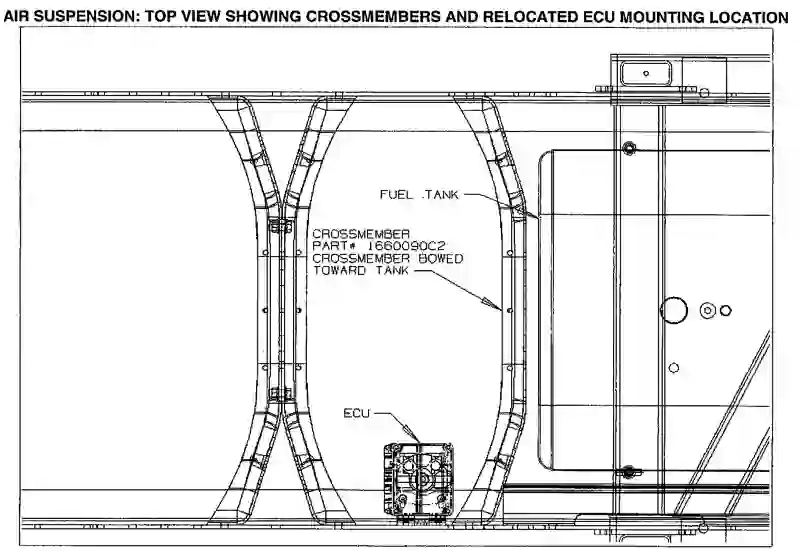 AIR SUSPENSION: TOP VIEW SHOWING CROSSMEMBERS AND RELOCATED ECU MOUNTING LOCATION
FUEL TANK
CROSSMEMBER
PART# 1660090C2
CROSSMEMBER BOWED
TOWARD TANK
ECU